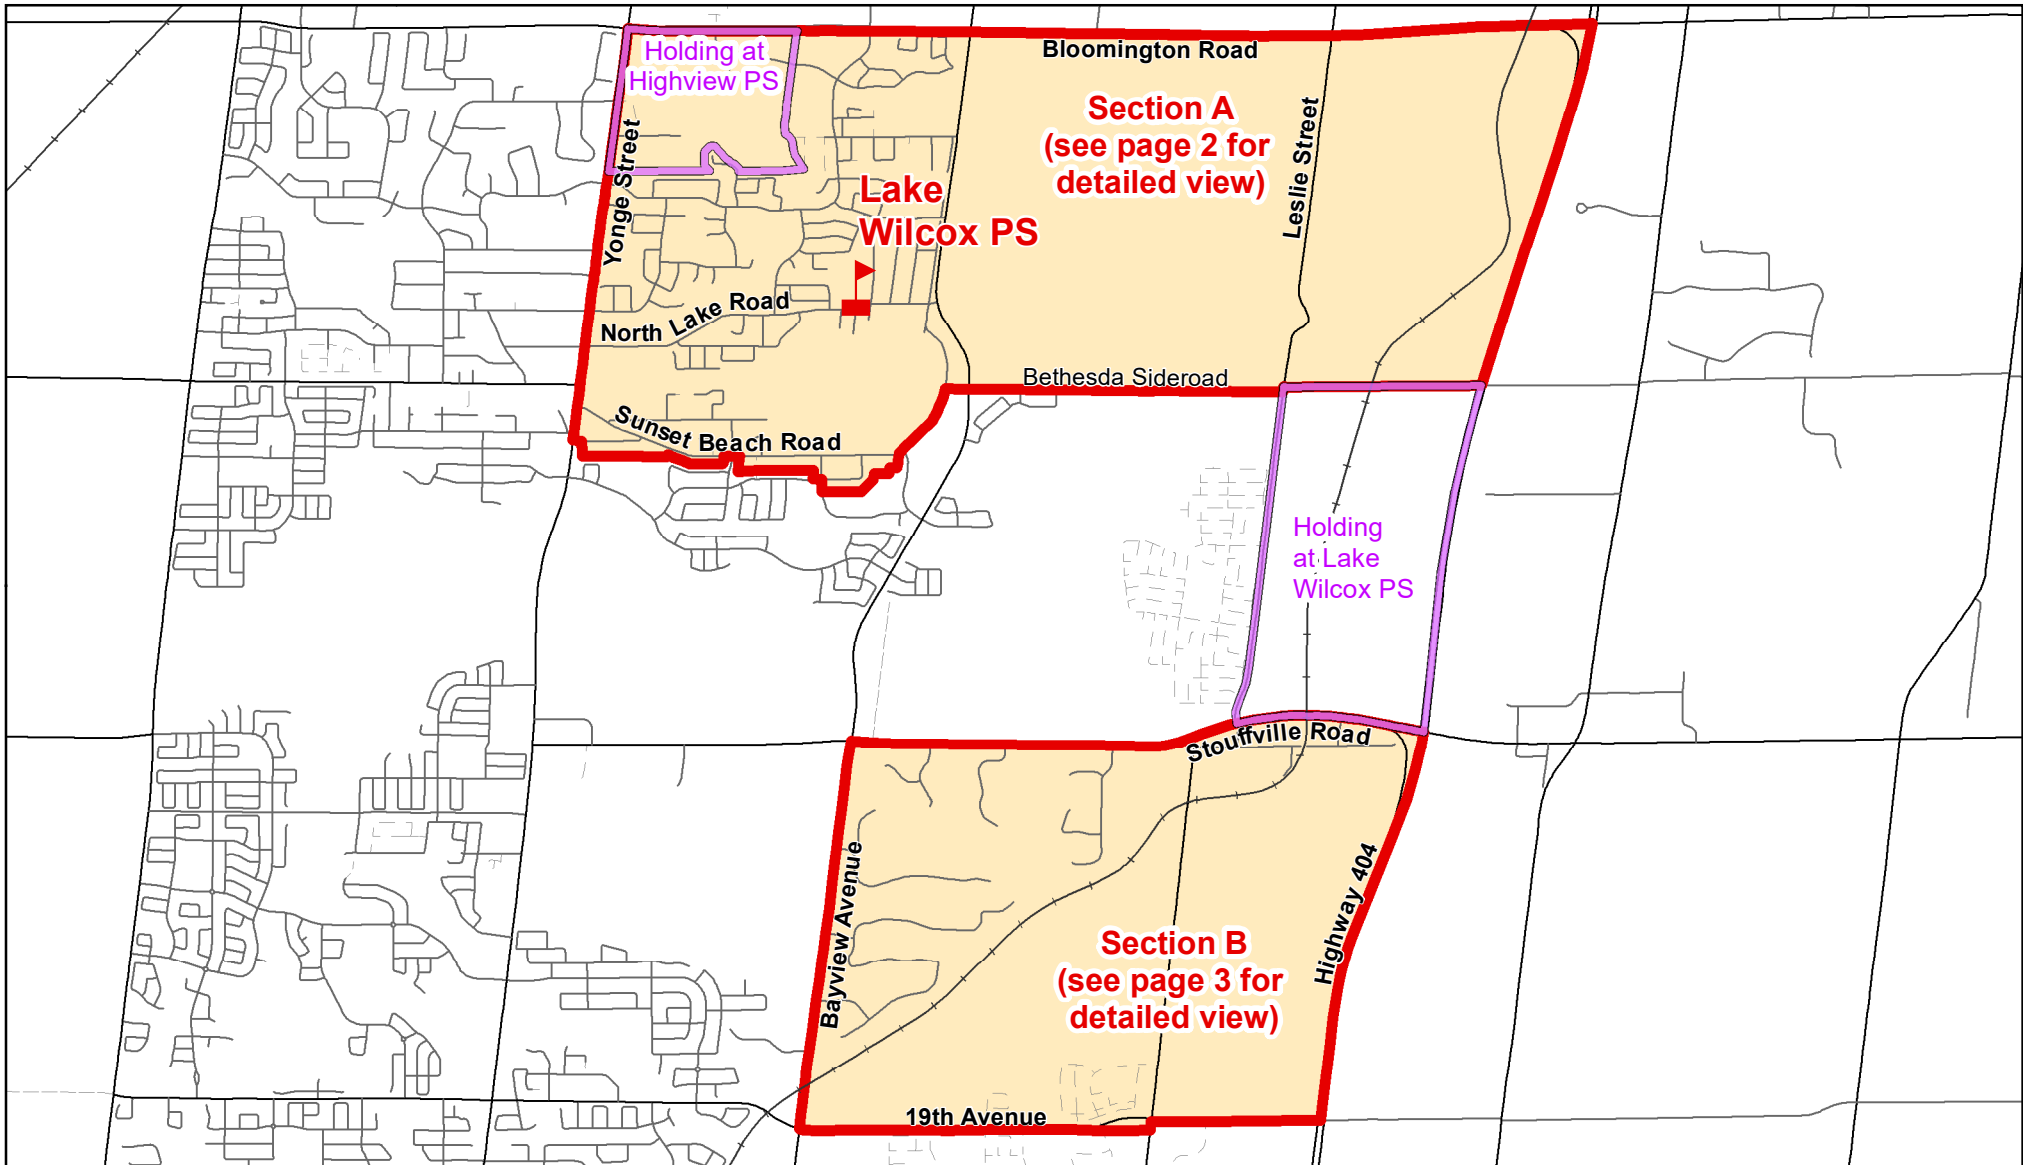 Bloomington Road
Holding at
Highview PS
Section A
(see page 2 for
detailed view)
Leslie Street
Yonge Street
Lake
Wilcox PS
North Lake Road
Bethesda Sideroad
Sunset Beach Road
Holding
at Lake
Wilcox PS
Stouffville Road
Bayview Avenue
Highway 404
Section B
(see page 3 for
detailed view)
19th Avenue